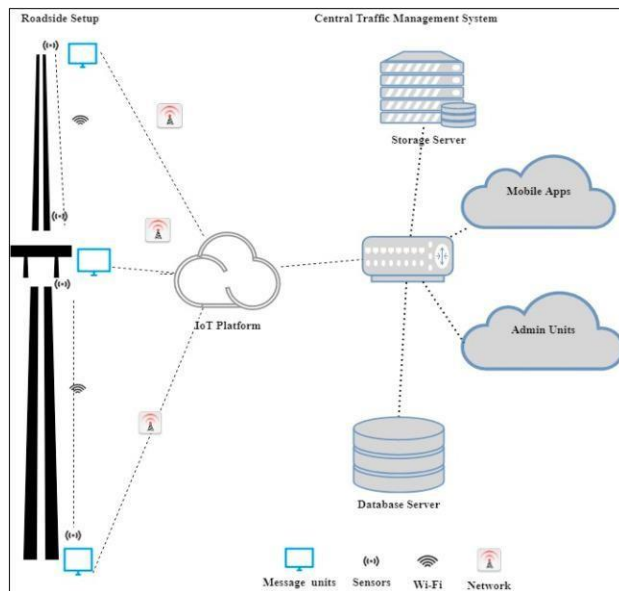 Roadside Setup
Central Traffic Management System
Storage Server
Mobile Apps
IoT Platform
Admin Units
Database Server
Message units
Sensors
Wi-Fi
Network